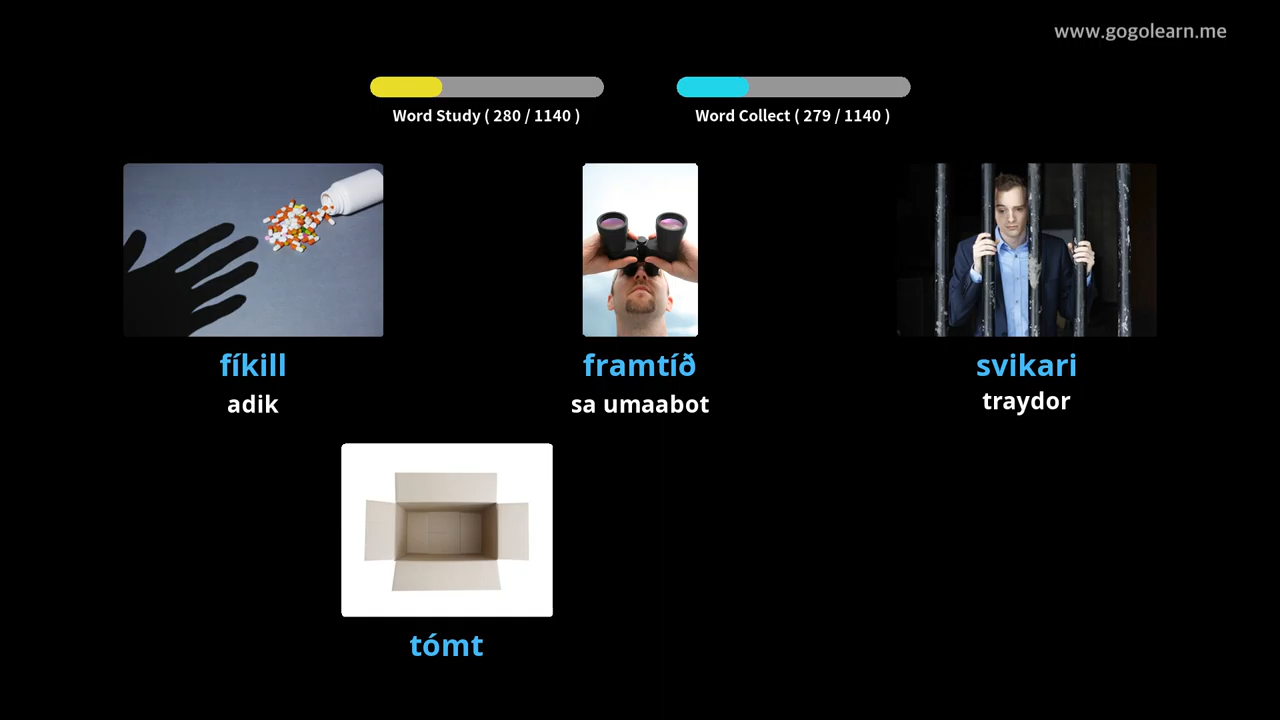 www.gogolearn.me
Word Study ( 280 / 1140 )
Word Collect ( 279 / 1140 )
fíkill
framtíð
svikari
adik
sa umaabot
traydor
tómt